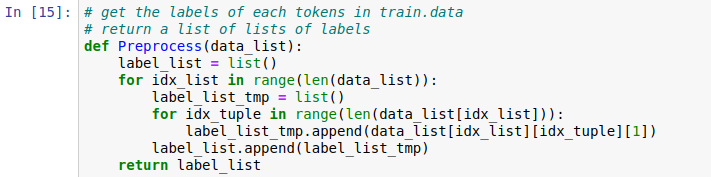 In [15]: # get the labels of each tokens in train.data
# return a list of lists of labels
def Preprocess(data_list):
    label_list = list()
    for idx_list in range(len(data_list)):
        label_list_tmp = list()
        for idx_tuple in range(len(data_list[idx_list])):
            label_list_tmp.append(data_list[idx_list][idx_tuple][1])
        label_list.append(label_list_tmp)
    return label_list